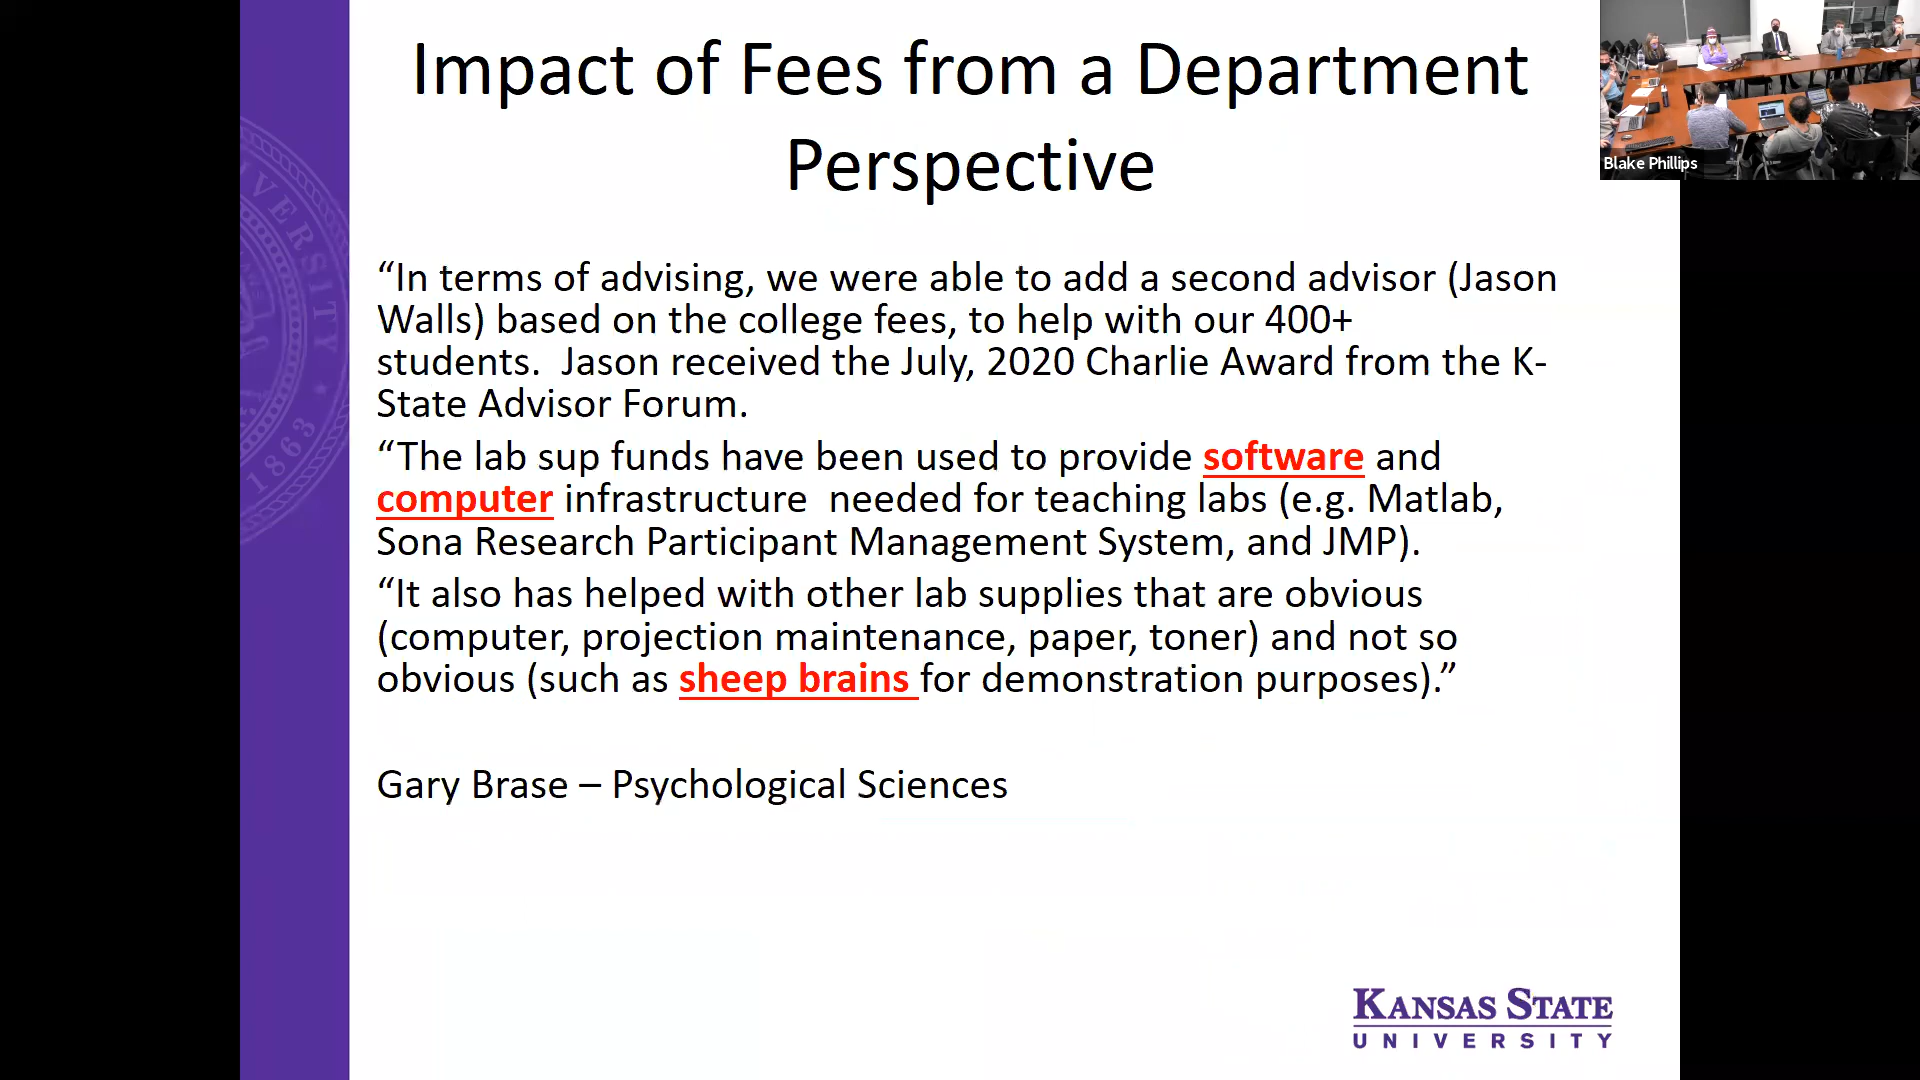 Impact of Fees from a Department
Perspective
“In terms of advising, we were able to add a second advisor (Jason
Walls) based on the college fees, to help with our 400+
students.  Jason received the July, 2020 Charlie Award from the K-
State Advisor Forum.
“The lab sup funds have been used to provide software and
computer infrastructure  needed for teaching labs (e.g. Matlab,
Sona Research Participant Management System, and JMP).
“It also has helped with other lab supplies that are obvious
(computer, projection maintenance, paper, toner) and not so
obvious (such as sheep brains for demonstration purposes).”
Gary Brase – Psychological Sciences
KANSAS STATE
UNIVERSITY
Blake Phillips
VERSITY
1863